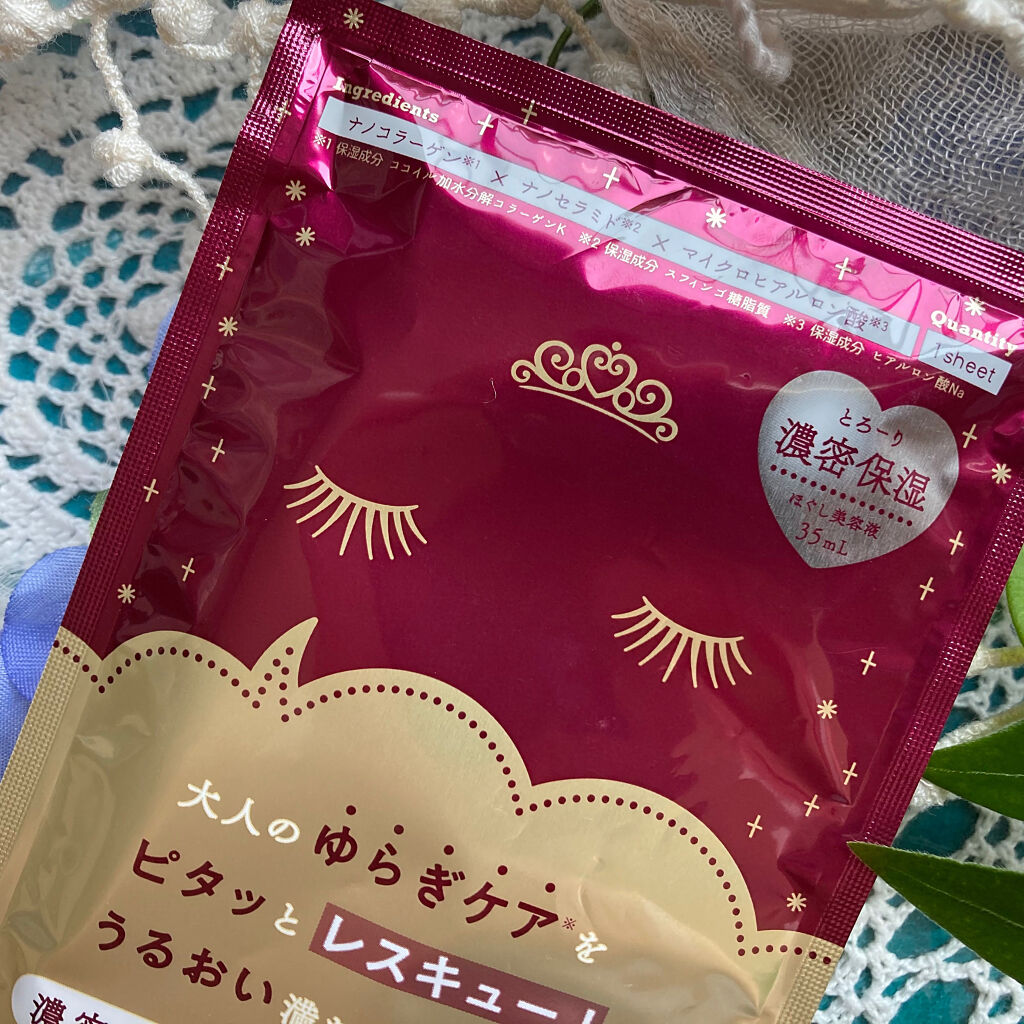 Ingredients
ナノコラーゲン※1 × ナノセラミド※2 × マイクロヒアルロン酸※3
※1 保湿成分 ココイル加水分解コラーゲンK ※2 保湿成分 スフィンゴ糖脂質 ※3 保湿成分 ヒアルロン酸Na
Quantity
1 sheet
とろーり
濃密保湿
ほぐし美容液
35mL
大人のゆらぎケア※を
ピタッとレスキュー!
うるおい濃
濃密